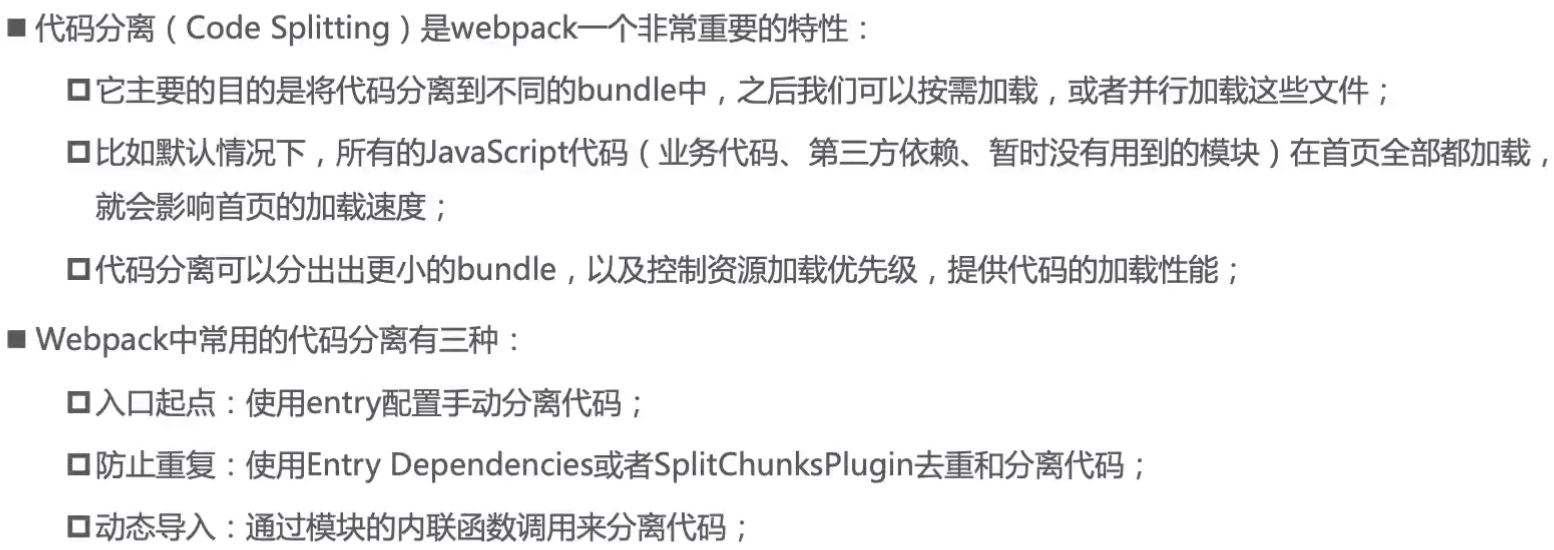 ■ 代码分离（Code Splitting）是webpack一个非常重要的特性：
它主要的目的是将代码分离到不同的bundle中，之后我们可以按需加载，或者并行加载这些文件；
比如默认情况下，所有的JavaScript代码（业务代码、第三方依赖、暂时没有用到的模块）在首页全部都加载，
就会影响首页的加载速度；
代码分离可以分出出更小的bundle，以及控制资源加载优先级，提供代码的加载性能；
■ Webpack中常用的代码分离有三种：
入口起点：使用entry配置手动分离代码；
防止重复：使用Entry Dependencies或者SplitChunksPlugin去重和分离代码；
动态导入：通过模块的内联函数调用来分离代码；